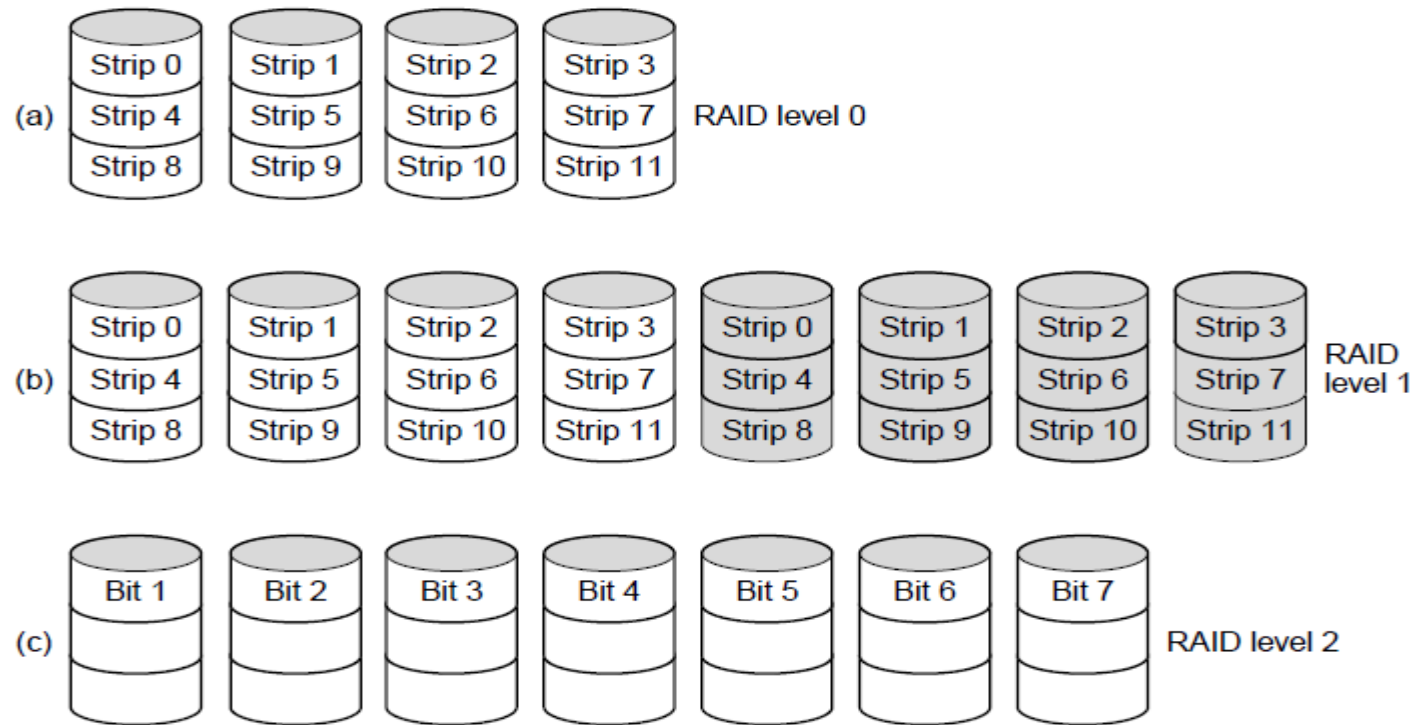 Strip 0 Strip 1 Strip 2 Strip 3
(a) Strip 4 Strip 5 Strip 6 Strip 7 RAID level 0
Strip 8 Strip 9 Strip 10 Strip 11
Strip 0 Strip 1 Strip 2 Strip 3 Strip 0 Strip 1 Strip 2 Strip 3
(b) Strip 4 Strip 5 Strip 6 Strip 7 Strip 4 Strip 5 Strip 6 Strip 7 RAID
level 1
Strip 8 Strip 9 Strip 10 Strip 11 Strip 8 Strip 9 Strip 10 Strip 11
Bit 1 Bit 2 Bit 3 Bit 4 Bit 5 Bit 6 Bit 7
(c) RAID level 2